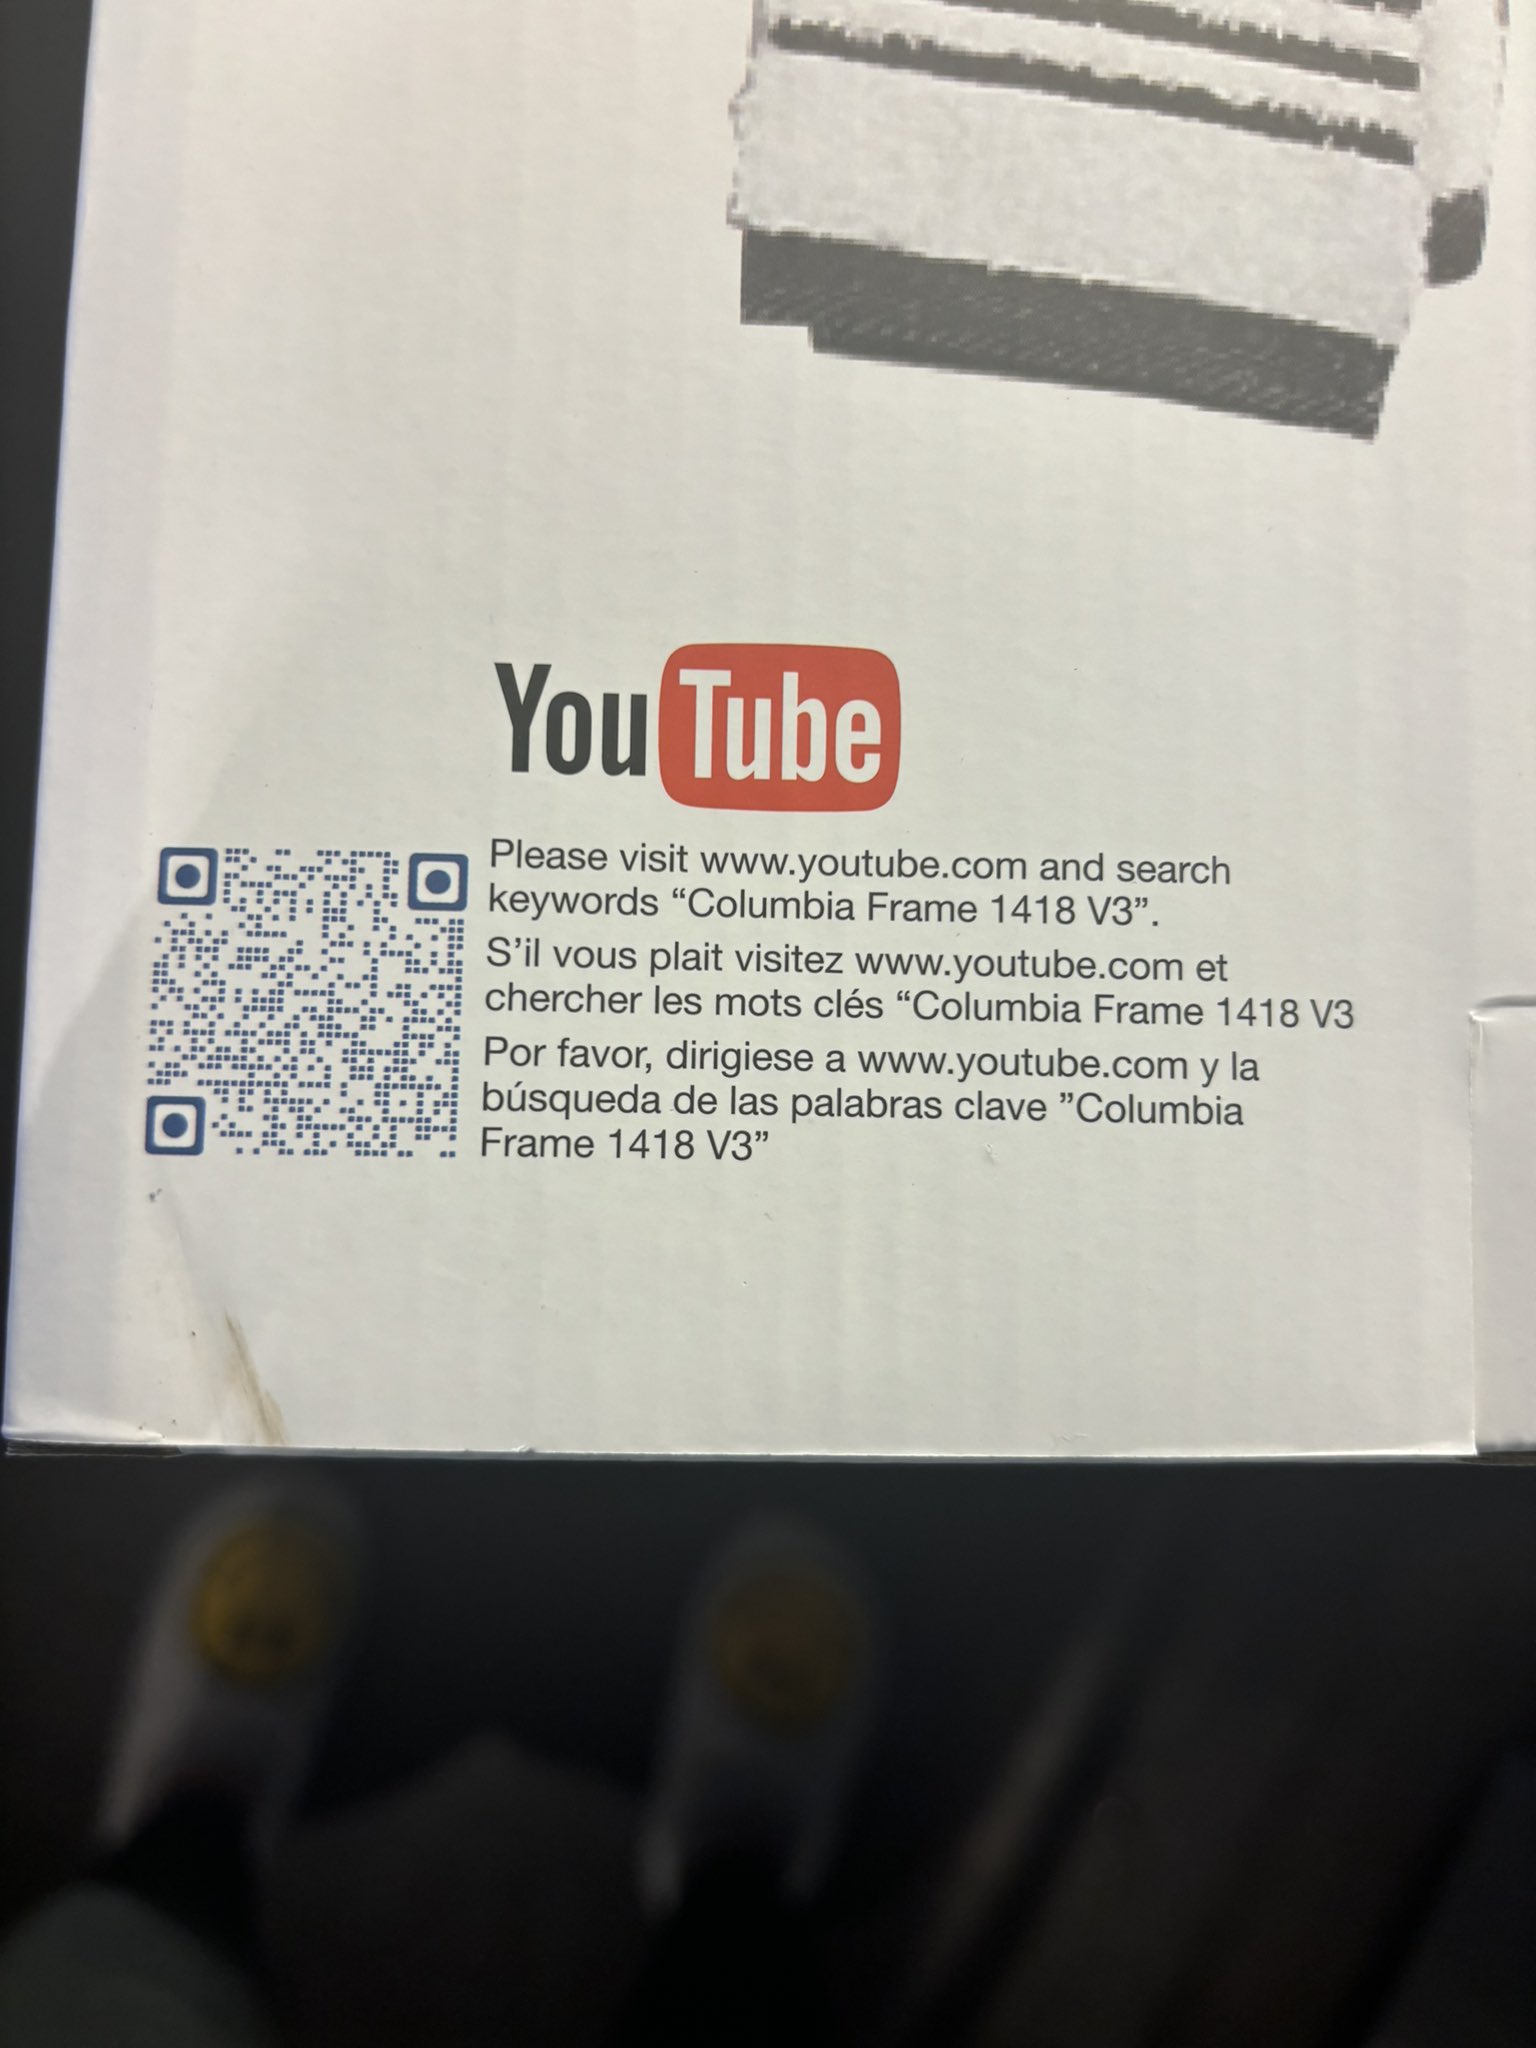 YouTube
Please visit www.youtube.com and search
keywords “Columbia Frame 1418 V3”.
S’il vous plait visitez www.youtube.com et
chercher les mots clés “Columbia Frame 1418 V3
Por favor, dirigiese a www.youtube.com y la
búsqueda de las palabras clave ”Columbia
Frame 1418 V3”